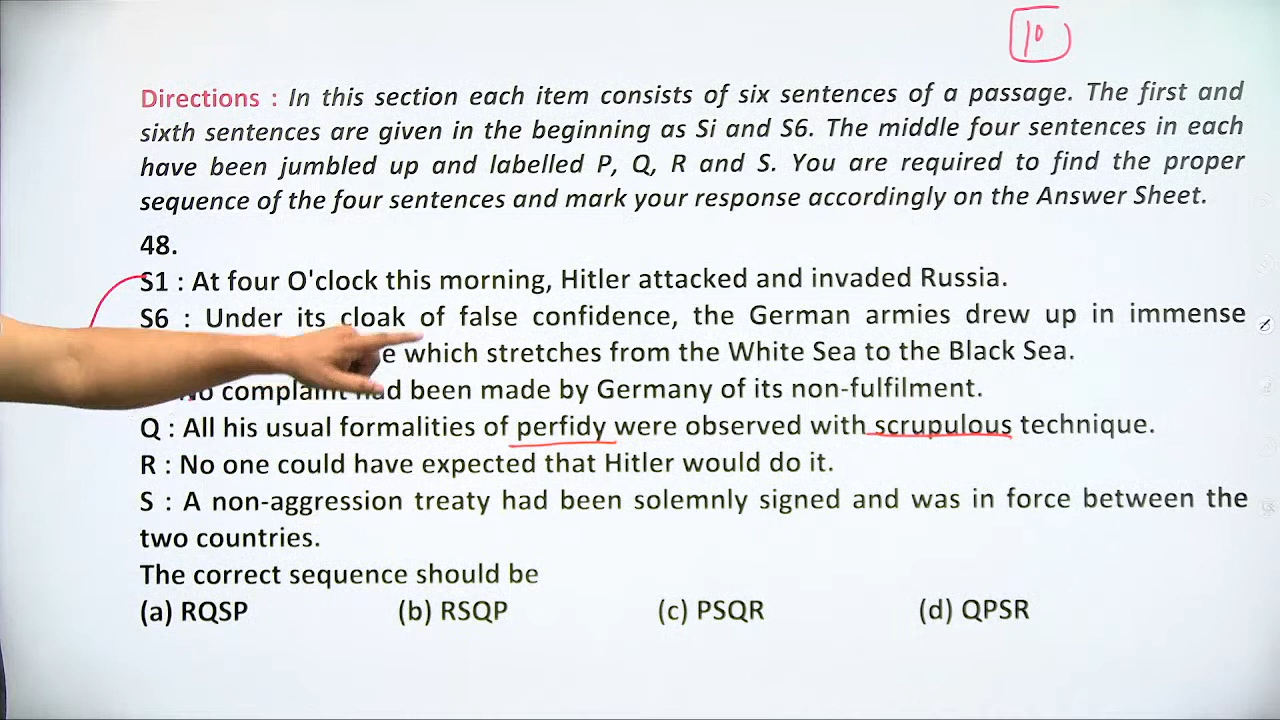 10
Directions : In this section each item consists of six sentences of a passage. The first and
sixth sentences are given in the beginning as Si and S6. The middle four sentences in each
have been jumbled up and labelled P, Q, R and S. You are required to find the proper
sequence of the four sentences and mark your response accordingly on the Answer Sheet.
48.
S1 : At four O'clock this morning, Hitler attacked and invaded Russia.
S6 : Under its cloak of false confidence, the German armies drew up in immense
which stretches from the White Sea to the Black Sea.
complaint had been made by Germany of its non-fulfilment.
Q : All his usual formalities of perfidy were observed with scrupulous technique.
R : No one could have expected that Hitler would do it.
S : A non-aggression treaty had been solemnly signed and was in force between the
two countries.
The correct sequence should be
(a) RQSP (b) RSQP (c) PSQR (d) QPSR